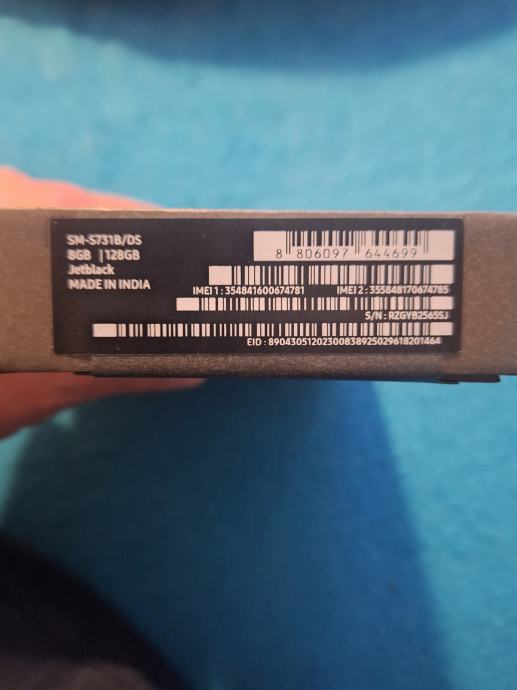 SM-S731B/DS
8GB | 128GB
Jetblack
MADE IN INDIA
8 806097 644699
IMEI 1 : 354841600674781 IMEI 2 : 355848170674785
S/N : RZGYB25655J
EID : 89043051202300838925029618201464